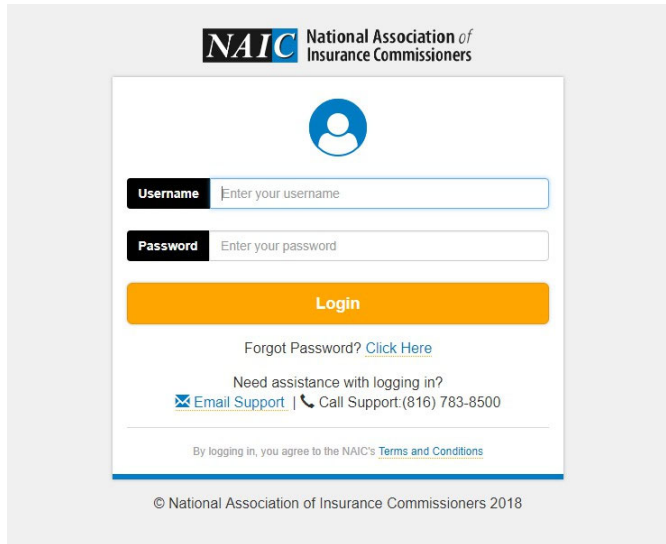 NAIC National Association of
Insurance Commissioners
Username Enter your username
Password Enter your password
Login
Forgot Password? Click Here
Need assistance with logging in?
Email Support | Call Support:(816) 783-8500
By logging in, you agree to the NAIC's Terms and Conditions
© National Association of Insurance Commissioners 2018